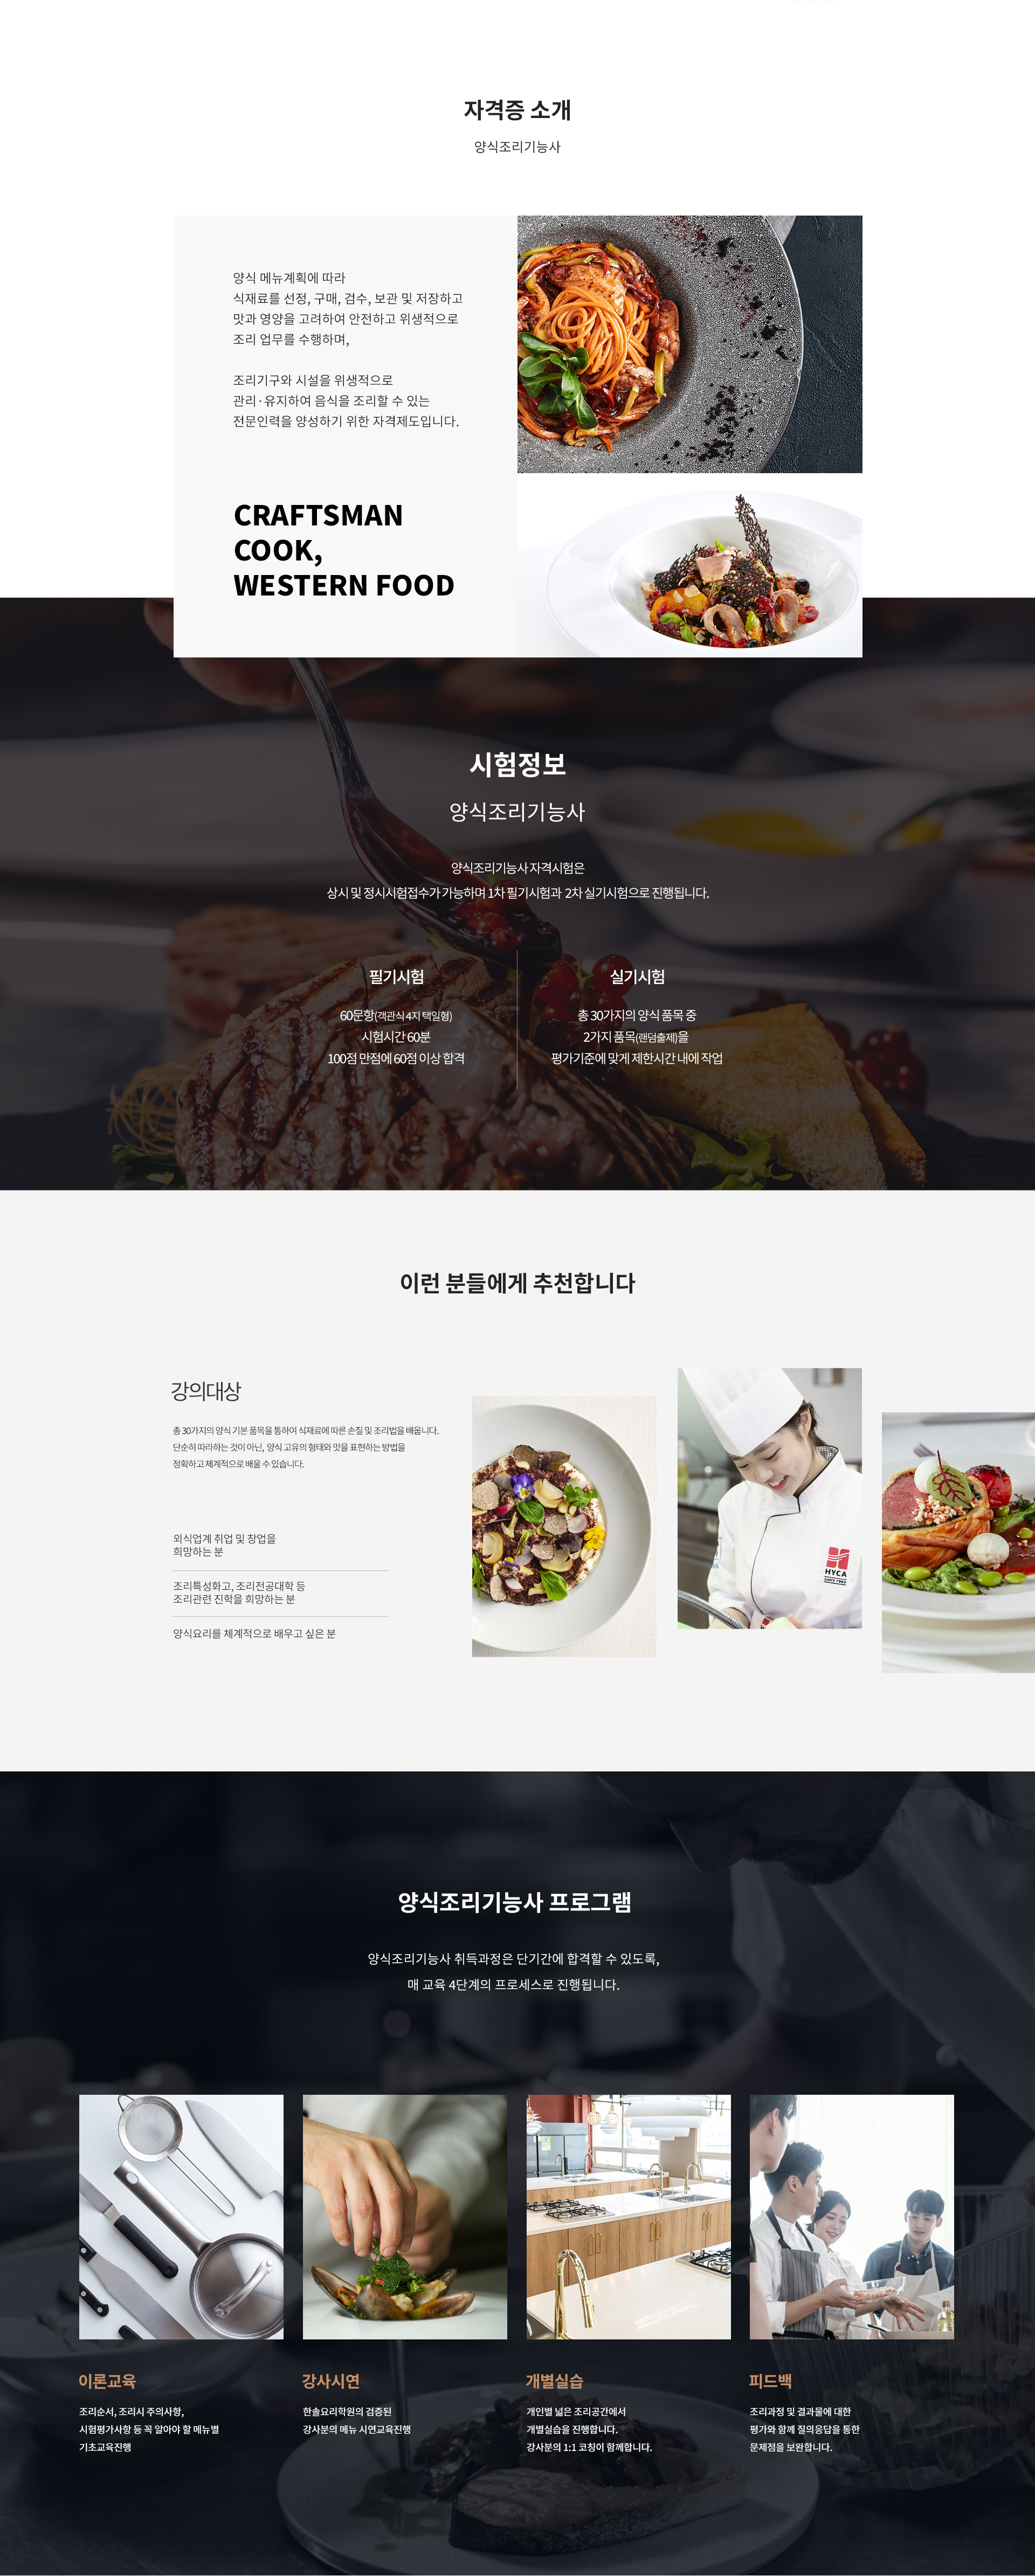 자격증 소개
양식조리기능사
양식 메뉴계획에 따라
식재료를 선정, 구매, 검수, 보관 및 저장하고
맛과 영양을 고려하여 안전하고 위생적으로
조리 업무를 수행하며,
조리기구와 시설을 위생적으로
관리·유지하여 음식을 조리할 수 있는
전문인력을 양성하기 위한 자격제도입니다.
CRAFTSMAN
COOK,
WESTERN FOOD
시험정보
양식조리기능사
양식조리기능사 자격시험은
상시 및 정시시험접수가 가능하며 1차 필기시험과 2차 실기시험으로 진행됩니다.
필기시험
60문항(객관식 4지 택일형)
시험시간 60분
100점 만점에 60점 이상 합격
실기시험
총 30가지의 양식 품목 중
2가지 품목(랜덤출제)을
평가기준에 맞게 제한시간 내에 작업
이런 분들에게 추천합니다
강의대상
총 30가지의 양식 기본 품목을 통하여 식재료에 따른 손질 및 조리법을 배웁니다.
단순히 따라하는 것이 아닌, 양식 고유의 형태와 맛을 표현하는 방법을
정확하고 체계적으로 배울 수 있습니다.
외식업계 취업 및 창업을
희망하는 분
조리특성화고, 조리전공대학 등
조리관련 진학을 희망하는 분
양식요리를 체계적으로 배우고 싶은 분
HYCA
SINCE 1984
양식조리기능사 프로그램
양식조리기능사 취득과정은 단기간에 합격할 수 있도록,
매 교육 4단계의 프로세스로 진행됩니다.
이론교육
조리순서, 조리시 주의사항,
시험평가사항 등 꼭 알아야 할 메뉴별
기초교육진행
강사시연
한솔요리학원의 검증된
강사분의 메뉴 시연교육진행
개별실습
개인별 넓은 조리공간에서
개별실습을 진행합니다.
강사분의 1:1 코칭이 함께합니다.
피드백
조리과정 및 결과물에 대한
평가와 함께 질의응답을 통한
문제점을 보완합니다.